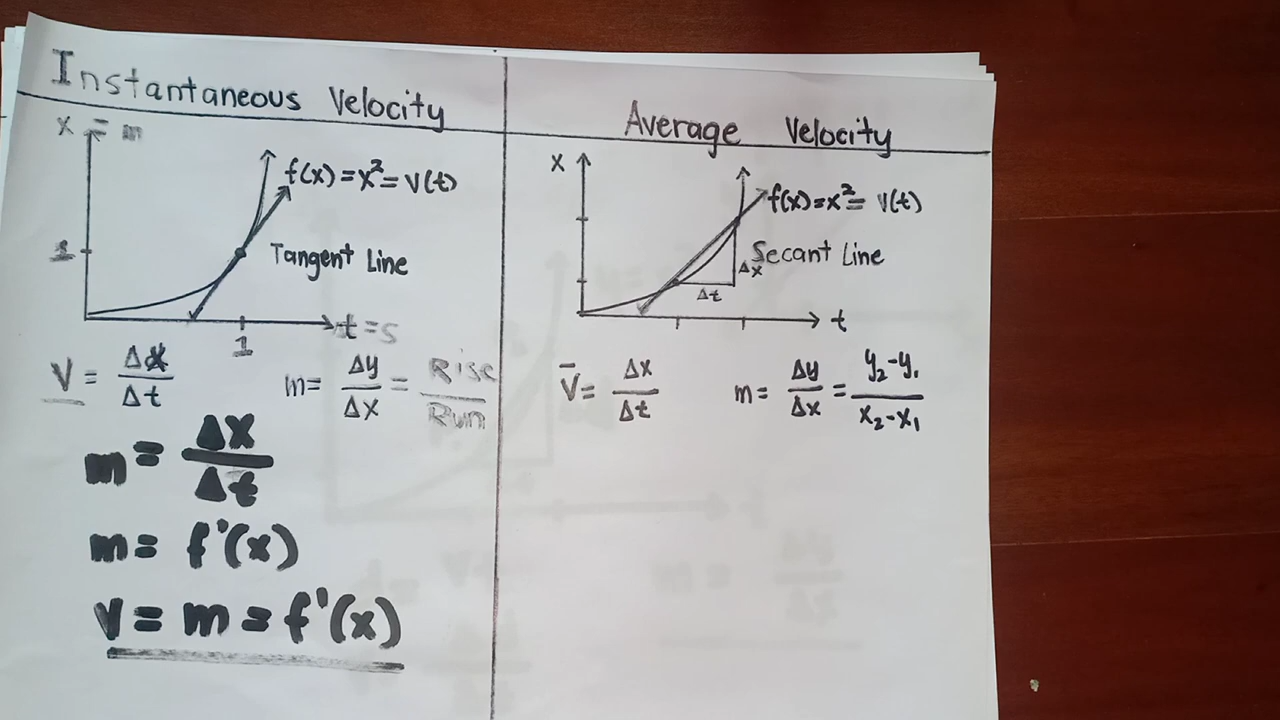 Instantaneous Velocity
x = m
f(x) = x² = v(t)
1
Tangent Line
t = s
1
V = Δx/Δt
m = Δy/Δx = Rise/Run
m = Δx/Δt
m = f'(x)
v = m = f'(x)
Average Velocity
x
f(x) = x² = v(t)
Secant Line
Δx
Δt
t
V̄ = Δx/Δt
m = Δy/Δx = y₂-y₁/x₂-x₁